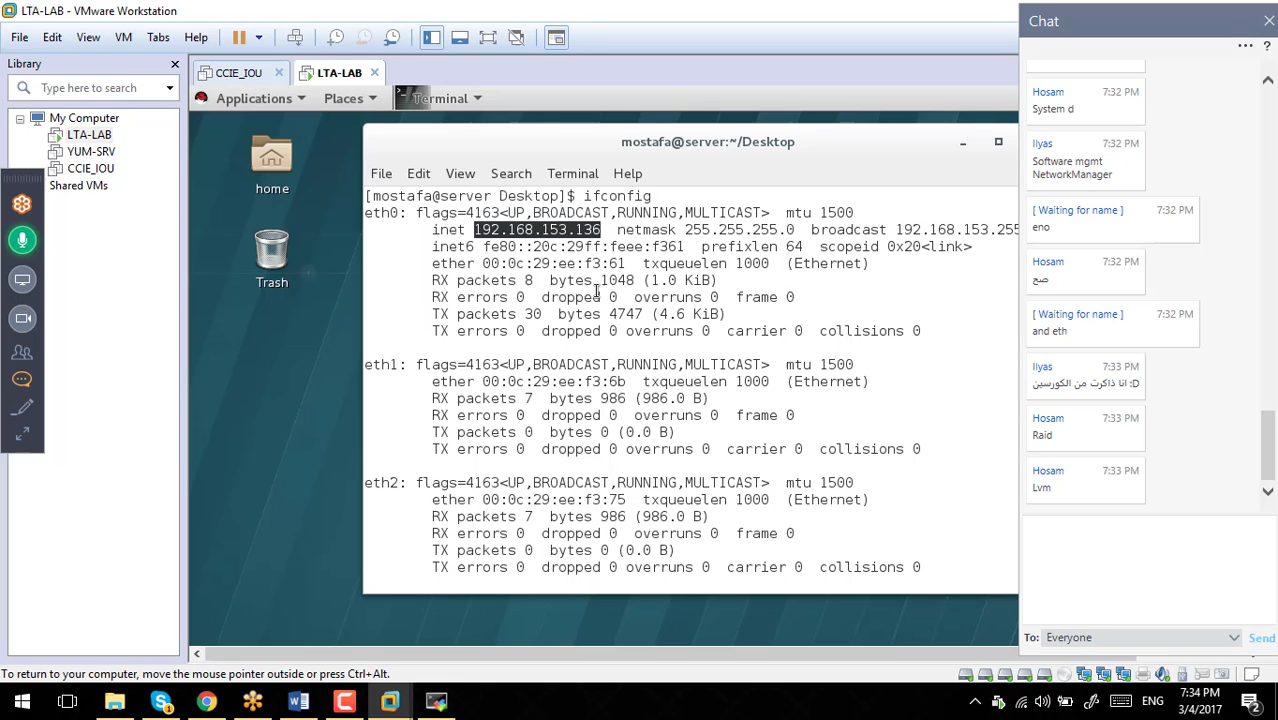 LTA-LAB - VMware Workstation
File Edit View VM Tabs Help
Library
Type here to search
My Computer
LTA-LAB
YUM-SRV
CCIE_IOU
Shared VMs
CCIE_IOU
LTA-LAB
Applications Places Terminal
home
Trash
mostafa@server:~/Desktop
File Edit View Search Terminal Help
[mostafa@server Desktop]$ ifconfig
eth0: flags=4163<UP,BROADCAST,RUNNING,MULTICAST> mtu 1500
inet 192.168.153.136 netmask 255.255.255.0 broadcast 192.168.153.255
inet6 fe80::20c:29ff:feee:f361 prefixlen 64 scopeid 0x20<link>
ether 00:0c:29:ee:f3:61 txqueuelen 1000 (Ethernet)
RX packets 8 bytes 1048 (1.0 KiB)
RX errors 0 dropped 0 overruns 0 frame 0
TX packets 30 bytes 4747 (4.6 KiB)
TX errors 0 dropped 0 overruns 0 carrier 0 collisions 0
eth1: flags=4163<UP,BROADCAST,RUNNING,MULTICAST> mtu 1500
ether 00:0c:29:ee:f3:6b txqueuelen 1000 (Ethernet)
RX packets 7 bytes 986 (986.0 B)
RX errors 0 dropped 0 overruns 0 frame 0
TX packets 0 bytes 0 (0.0 B)
TX errors 0 dropped 0 overruns 0 carrier 0 collisions 0
eth2: flags=4163<UP,BROADCAST,RUNNING,MULTICAST> mtu 1500
ether 00:0c:29:ee:f3:75 txqueuelen 1000 (Ethernet)
RX packets 7 bytes 986 (986.0 B)
RX errors 0 dropped 0 overruns 0 frame 0
TX packets 0 bytes 0 (0.0 B)
TX errors 0 dropped 0 overruns 0 carrier 0 collisions 0
Chat
... ?
Hosam 7:32 PM
System d
Ilyas 7:32 PM
Software mgmt
NetworkManager
[ Waiting for name ] 7:32 PM
eno
Hosam 7:32 PM
صح
[ Waiting for name ] 7:32 PM
and eth
Ilyas 7:33 PM
انا ذاكرت من الكورسين :D
Hosam 7:33 PM
Raid
Hosam 7:33 PM
Lvm
To: Everyone Send
To return to your computer, move the mouse pointer outside or press Ctrl+Alt.
ENG
7:34 PM
3/4/2017
2